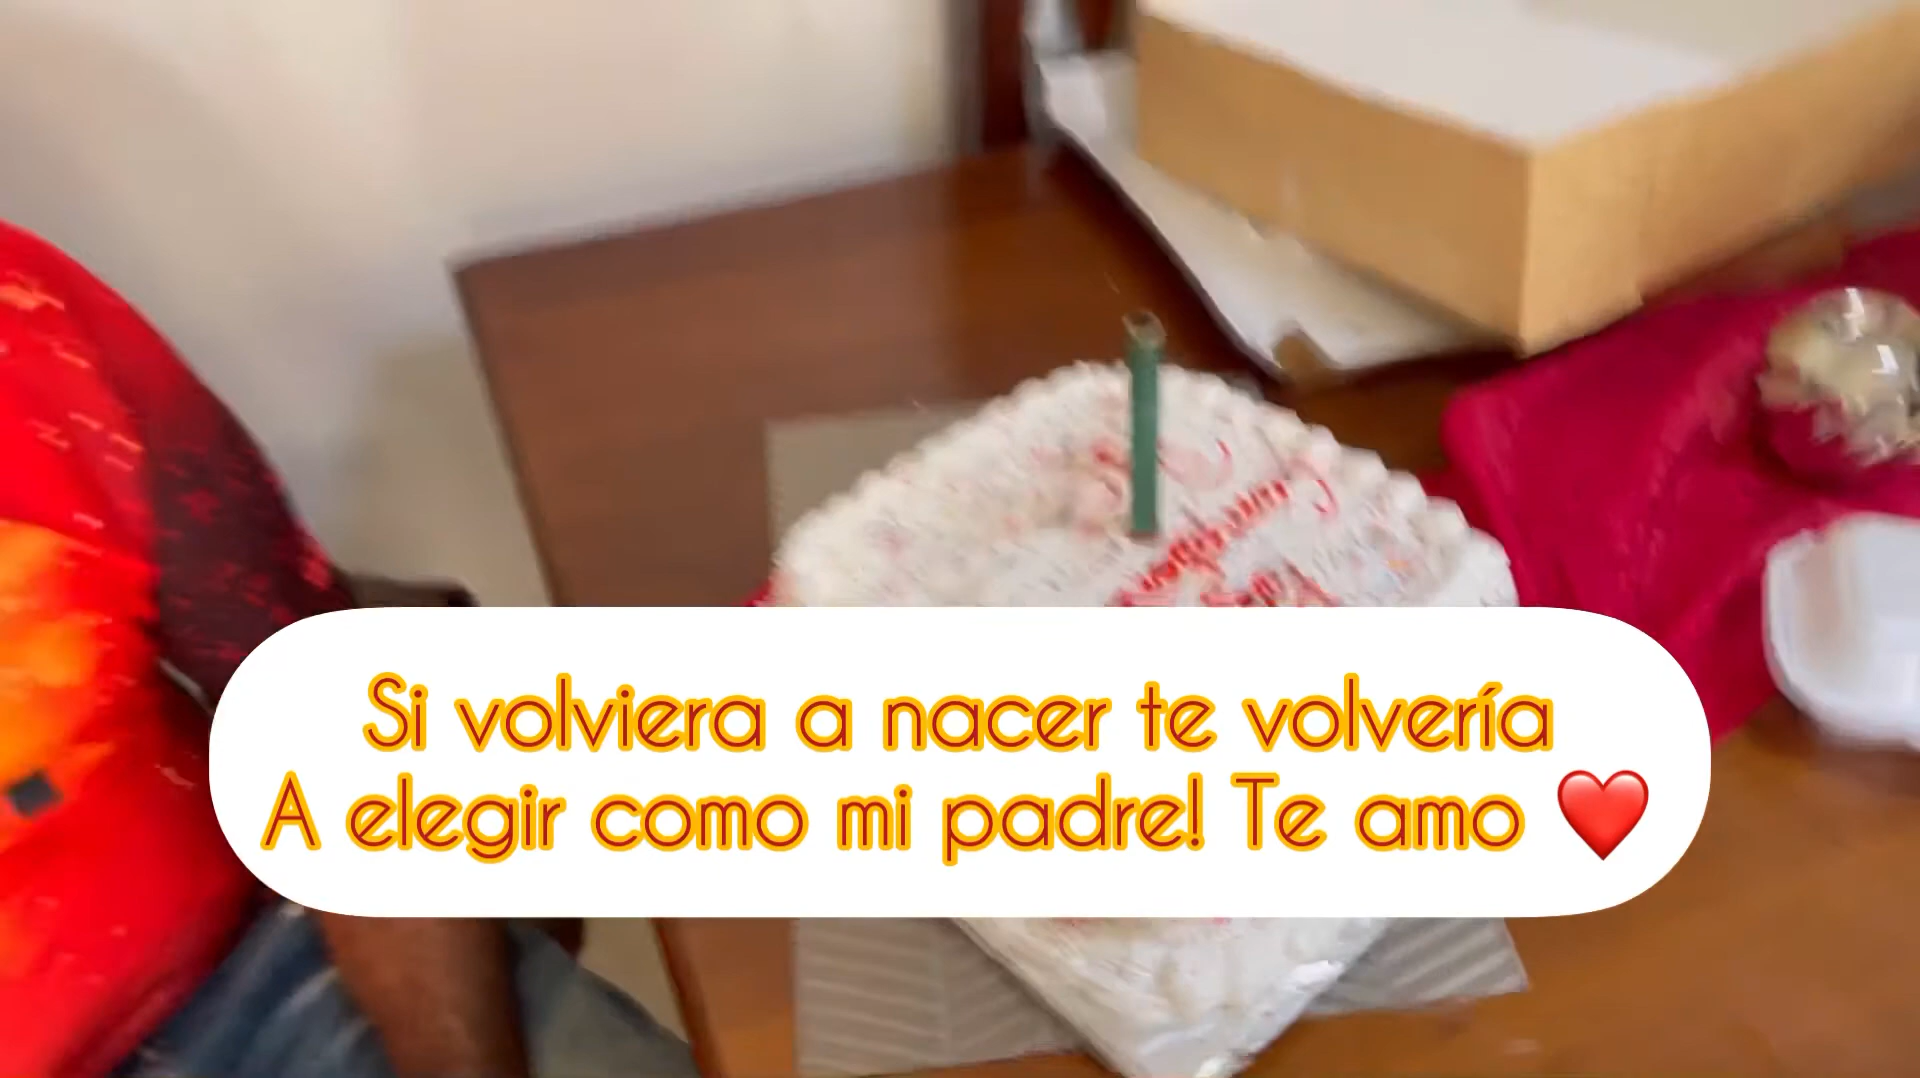 Si volviera a nacer te volvería
A elegir como mi padre! Te amo ❤️